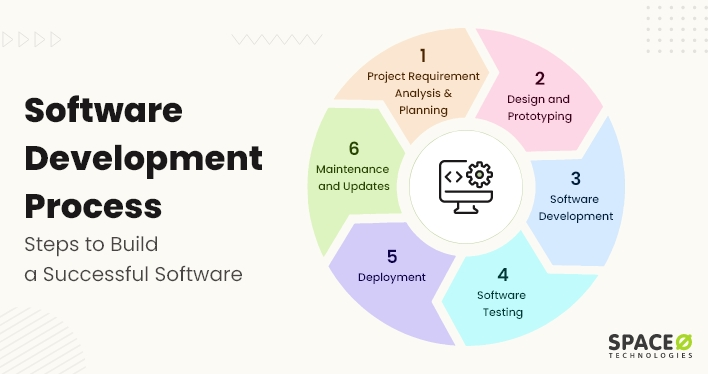 Software
Development
Process
Steps to Build
a Successful Software
1
Project Requirement
Analysis &
Planning
2
Design and
Prototyping
3
Software
Development
4
Software
Testing
5
Deployment
6
Maintenance
and Updates
SPACEO
TECHNOLOGIES